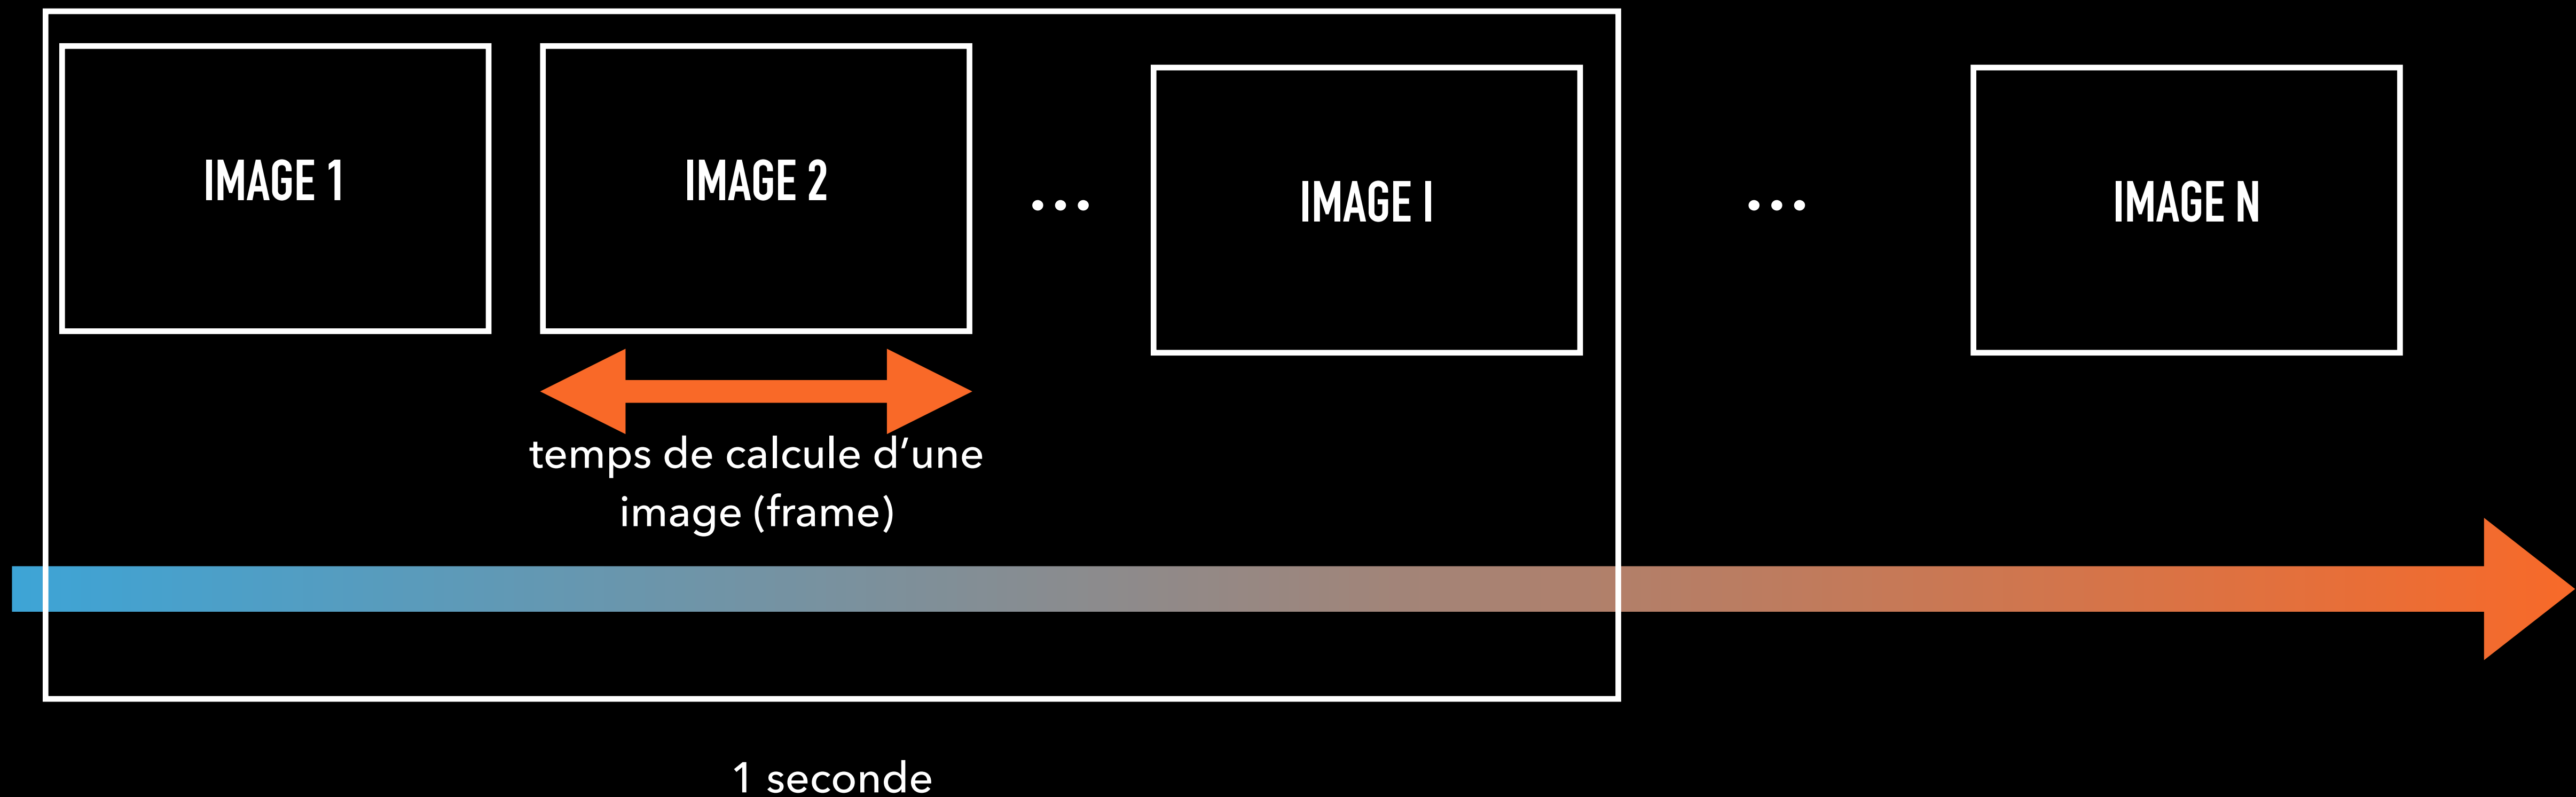 IMAGE 1
IMAGE 2
...
IMAGE I
...
IMAGE N
temps de calcule d'une
image (frame)
1 seconde